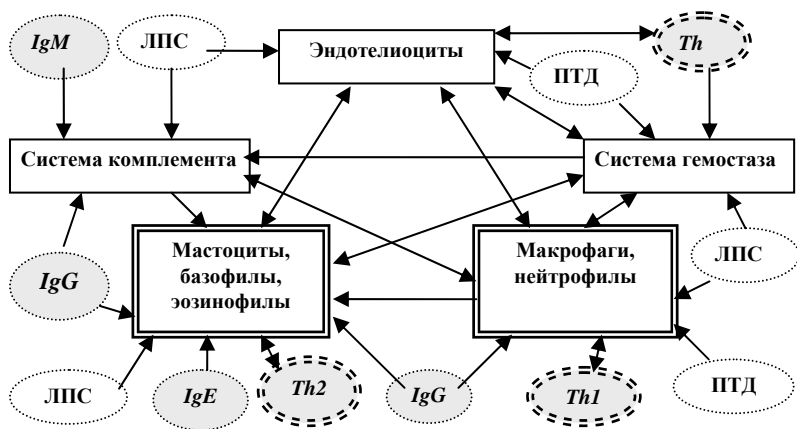 IgM
ЛПС
Эндотелиоциты
Th
ПТД
Система комплемента
Система гемостаза
Мастоциты,
базофилы,
эозинофилы
Макрофаги,
нейтрофилы
ЛПС
IgG
ЛПС
IgE
Th2
IgG
Th1
ПТД